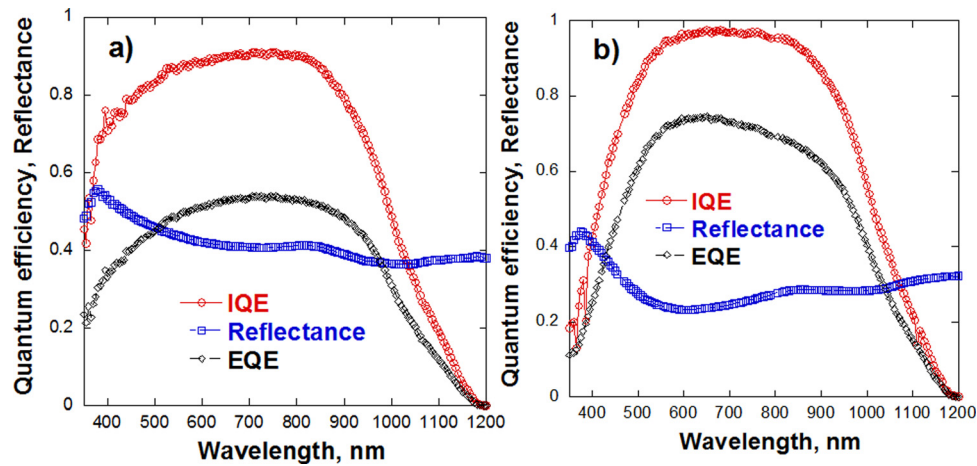 a)
Quantum efficiency, Reflectance
1
0.8
0.6
0.4
0.2
0
IQE
Reflectance
EQE
400 500 600 700 800 900 1000 1100 1200
Wavelength, nm
b)
Quantum efficiency, Reflectance
1
0.8
0.6
0.4
0.2
0
IQE
Reflectance
EQE
400 500 600 700 800 900 1000 1100 1200
Wavelength, nm